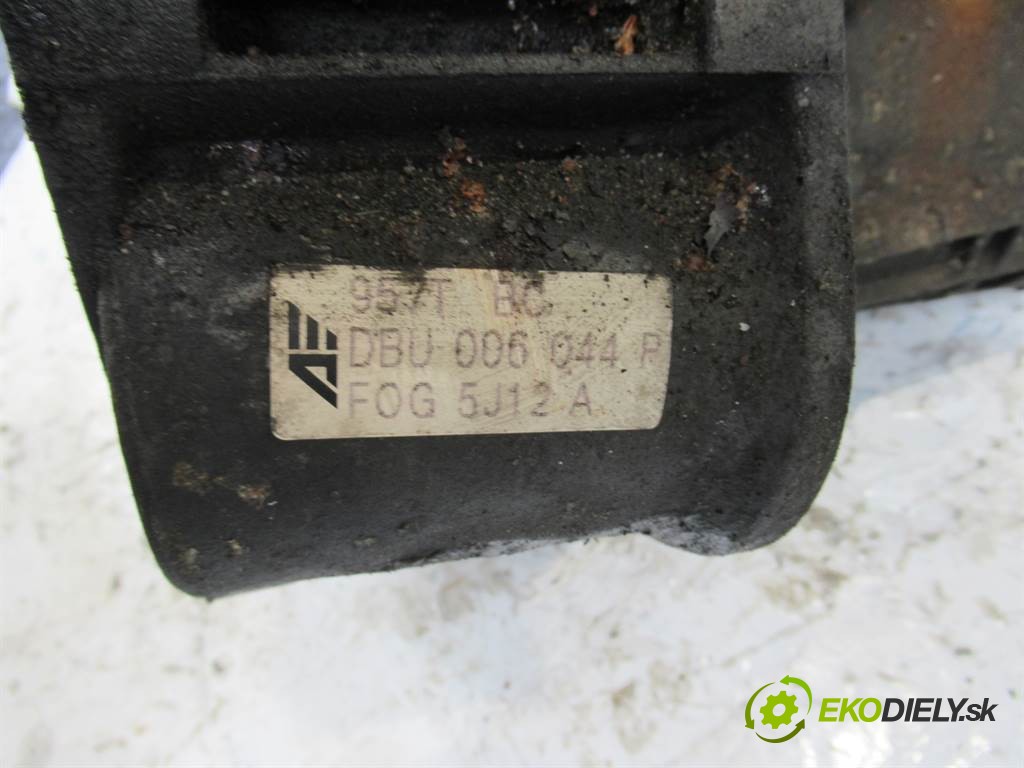 957T BC
DBU 006 044 R
FOG 5J12 A
EKODIELY.sk